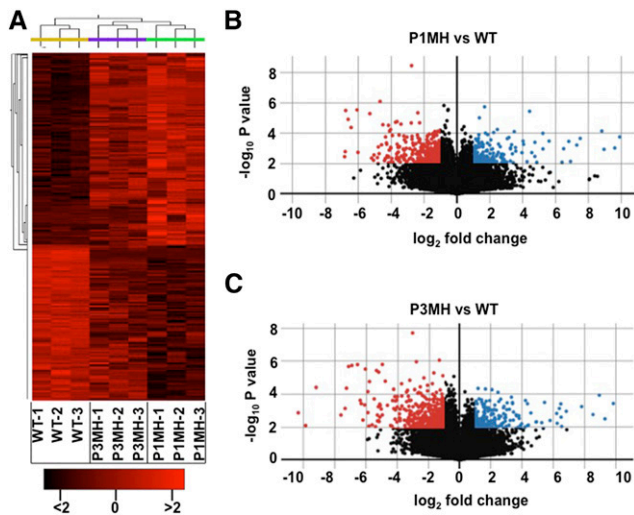 A
WT-1
WT-2
WT-3
P3MH-1
P3MH-2
P3MH-3
P1MH-1
P1MH-2
P1MH-3
<2 0 >2
B
P1MH vs WT
-log10 P value
8
6
4
2
0
-10 -8 -6 -4 -2 0 2 4 6 8 10
log2 fold change
C
P3MH vs WT
-log10 P value
8
6
4
2
0
-10 -8 -6 -4 -2 0 2 4 6 8 10
log2 fold change